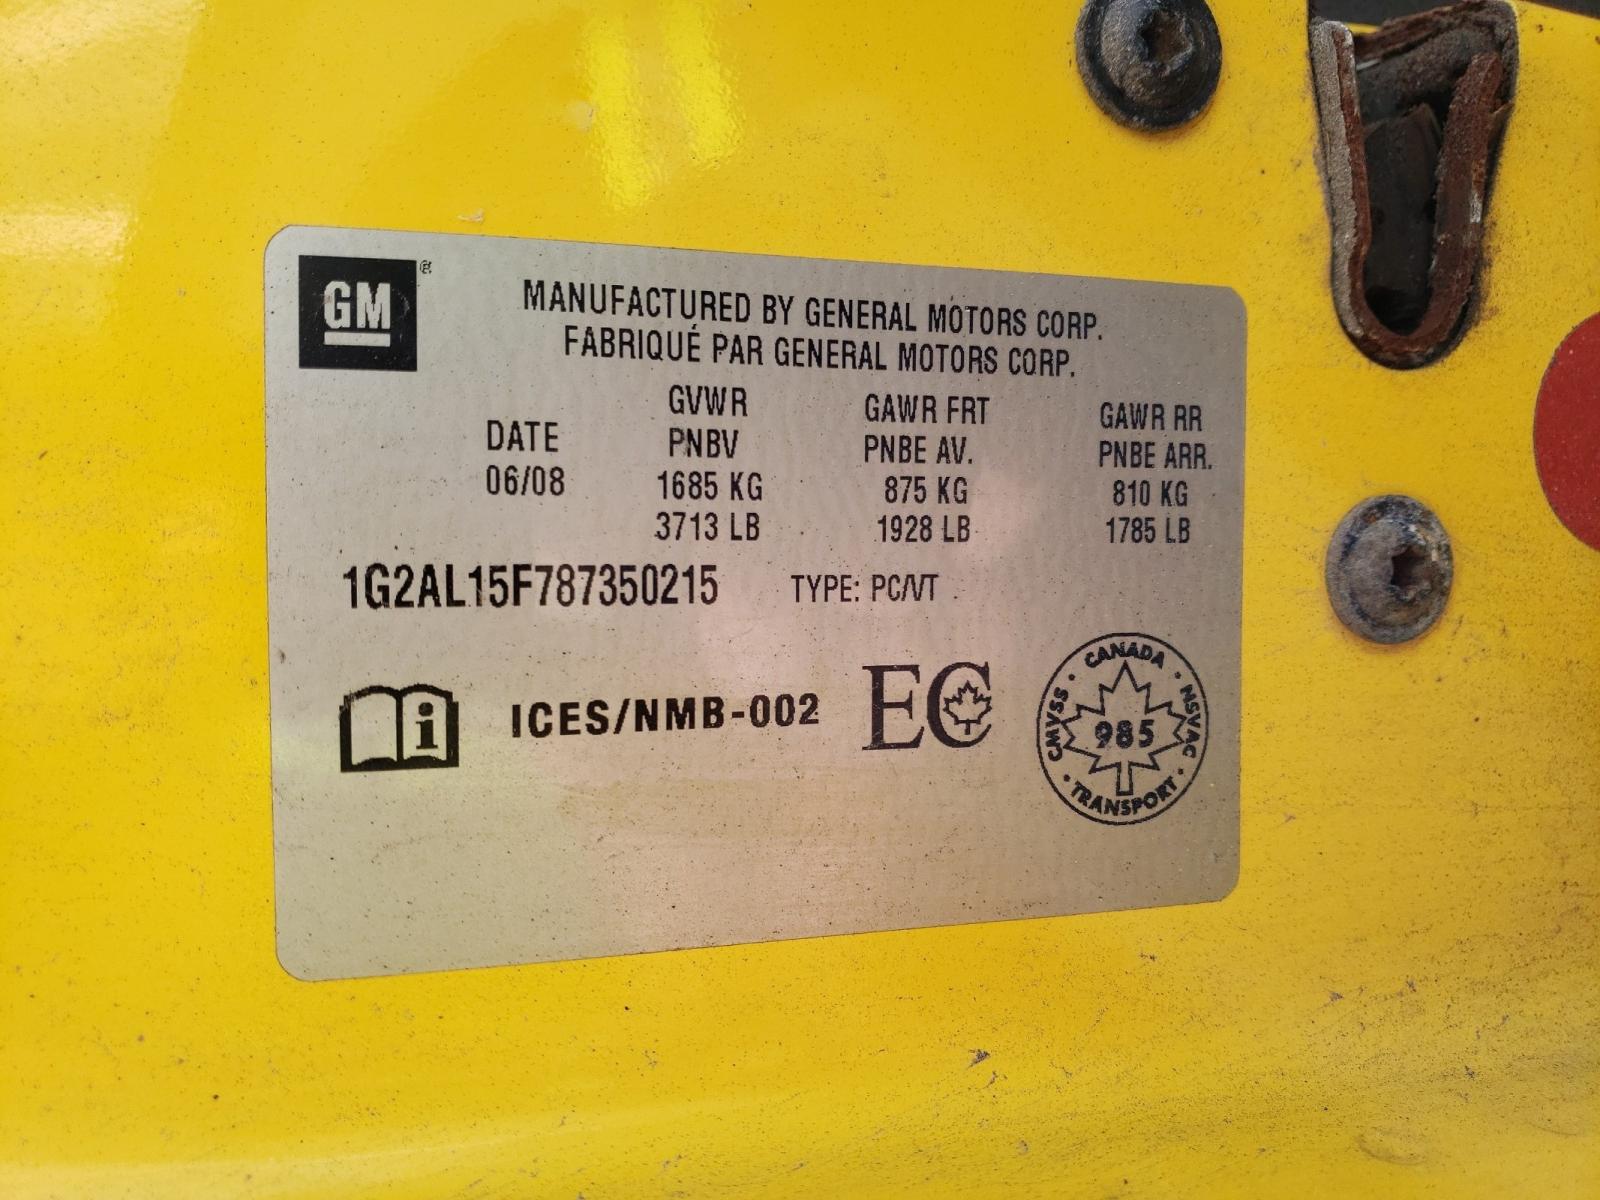 GM
MANUFACTURED BY GENERAL MOTORS CORP.
FABRIQUÉ PAR GENERAL MOTORS CORP.
DATE
06/08
GVWR
PNBV
1685 KG
3713 LB
GAWR FRT
PNBE AV.
875 KG
1928 LB
GAWR RR
PNBE ARR.
810 KG
1785 LB
1G2AL15F787350215 TYPE: PC/VT
i ICES/NMB-002 EC
CANADA
CMVSS 985 NSVAC
TRANSPORT